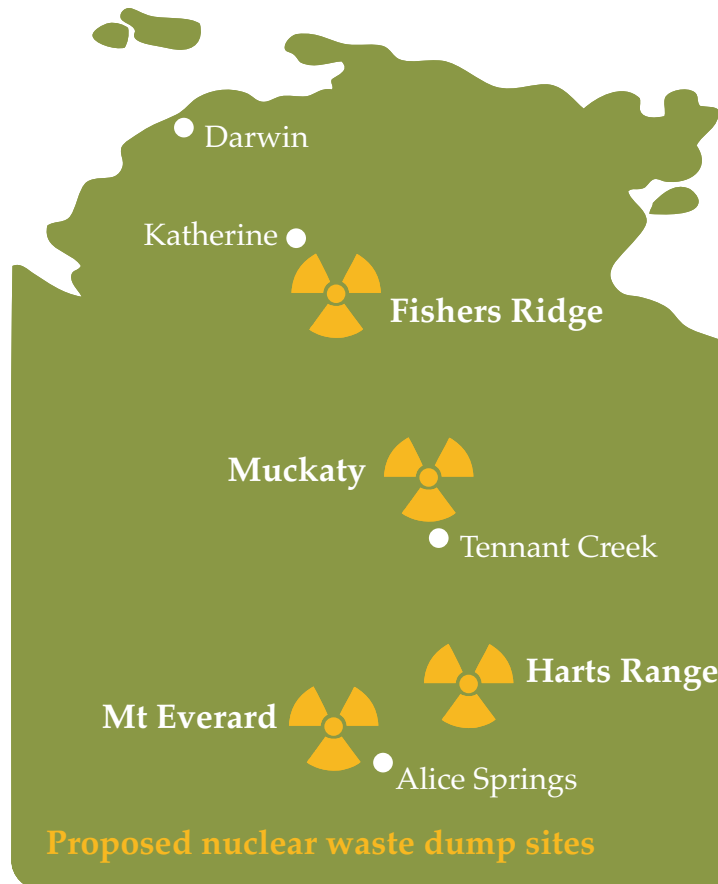 Darwin
Katherine
Fishers Ridge
Muckaty
Tennant Creek
Harts Range
Mt Everard
Alice Springs
Proposed nuclear waste dump sites